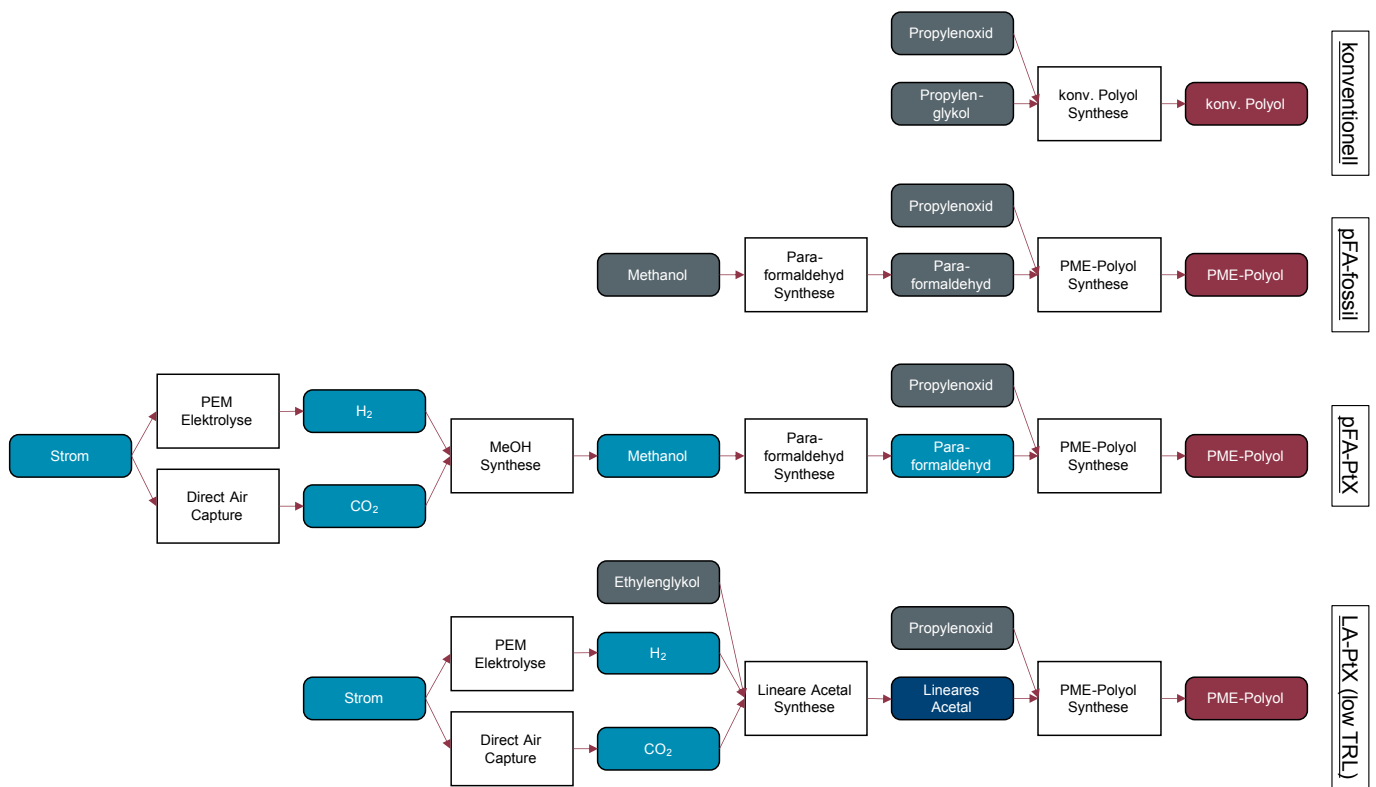 Propylenoxid
Propylen-
glykol
konv. Polyol
Synthese
konv. Polyol
konventionell
Propylenoxid
Methanol
Para-
formaldehyd
Synthese
Para-
formaldehyd
PME-Polyol
Synthese
PME-Polyol
pFA-fossil
Strom
PEM
Elektrolyse
H₂
Direct Air
Capture
CO₂
MeOH
Synthese
Methanol
Para-
formaldehyd
Synthese
Propylenoxid
Para-
formaldehyd
PME-Polyol
Synthese
PME-Polyol
pFA-PtX
Strom
PEM
Elektrolyse
Direct Air
Capture
Ethylenglykol
H₂
CO₂
Lineare Acetal
Synthese
Propylenoxid
Lineares
Acetal
PME-Polyol
Synthese
PME-Polyol
LA-PtX (low TRL)